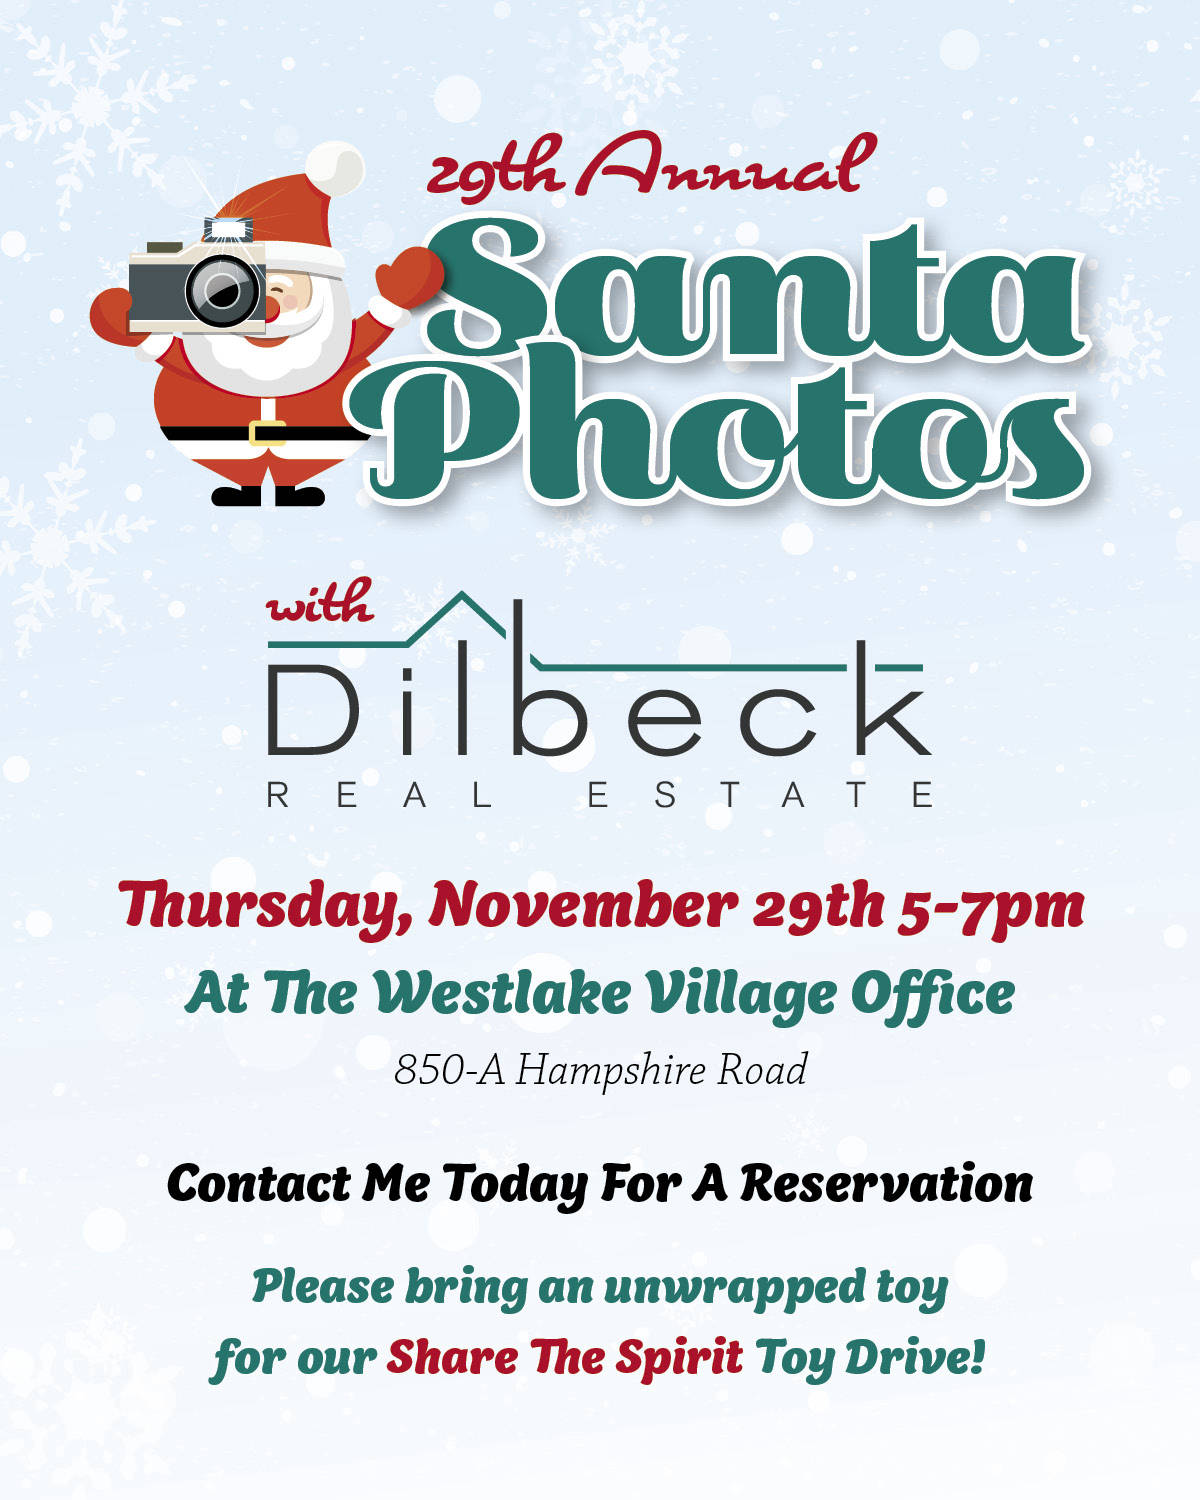 29th Annual
Santa
Photos
with
Dilbeck
REAL ESTATE
Thursday, November 29th 5-7pm
At The Westlake Village Office
850-A Hampshire Road
Contact Me Today For A Reservation
Please bring an unwrapped toy
for our Share The Spirit Toy Drive!